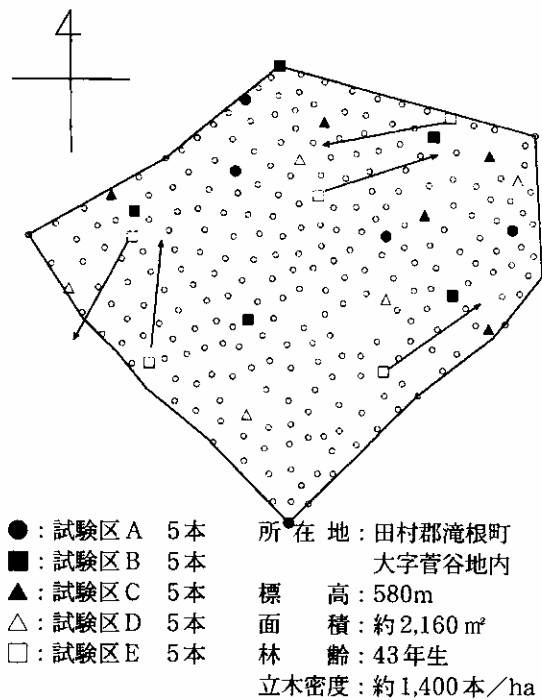 ●：試験区A 5本
■：試験区B 5本
▲：試験区C 5本
△：試験区D 5本
□：試験区E 5本
所在地：田村郡滝根町
大字菅谷地内
標高：580m
面積：約2,160㎡
林齢：43年生
立木密度：約1,400本／ha